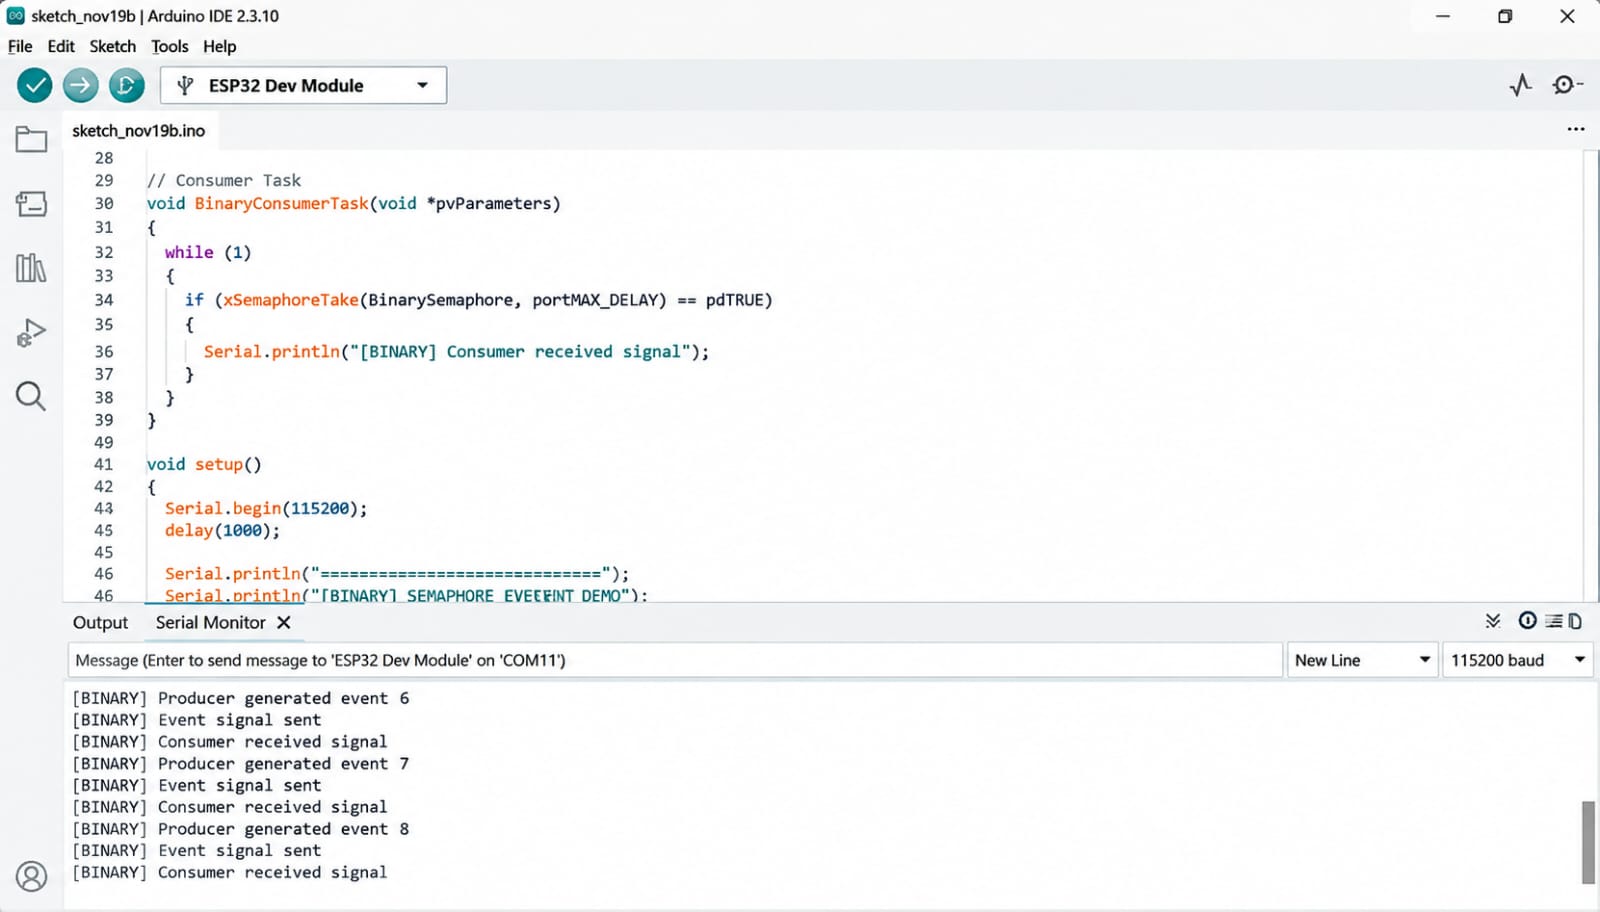 sketch_nov19b | Arduino IDE 2.3.10
File Edit Sketch Tools Help
ESP32 Dev Module
sketch_nov19b.ino
28
29 // Consumer Task
30 void BinaryConsumerTask(void *pvParameters)
31 {
32 while (1)
33 {
34 if (xSemaphoreTake(BinarySemaphore, portMAX_DELAY) == pdTRUE)
35 {
36 Serial.println("[BINARY] Consumer received signal");
37 }
38 }
39 }
49
41 void setup()
42 {
43 Serial.begin(115200);
45 delay(1000);
45
46 Serial.println("=============================");
46 Serial.println("[BINARY] SEMAPHORE DEMO");
Output Serial Monitor
Message (Enter to send message to 'ESP32 Dev Module' on 'COM11')
New Line
115200 baud
[BINARY] Producer generated event 6
[BINARY] Event signal sent
[BINARY] Consumer received signal
[BINARY] Producer generated event 7
[BINARY] Event signal sent
[BINARY] Consumer received signal
[BINARY] Producer generated event 8
[BINARY] Event signal sent
[BINARY] Consumer received signal